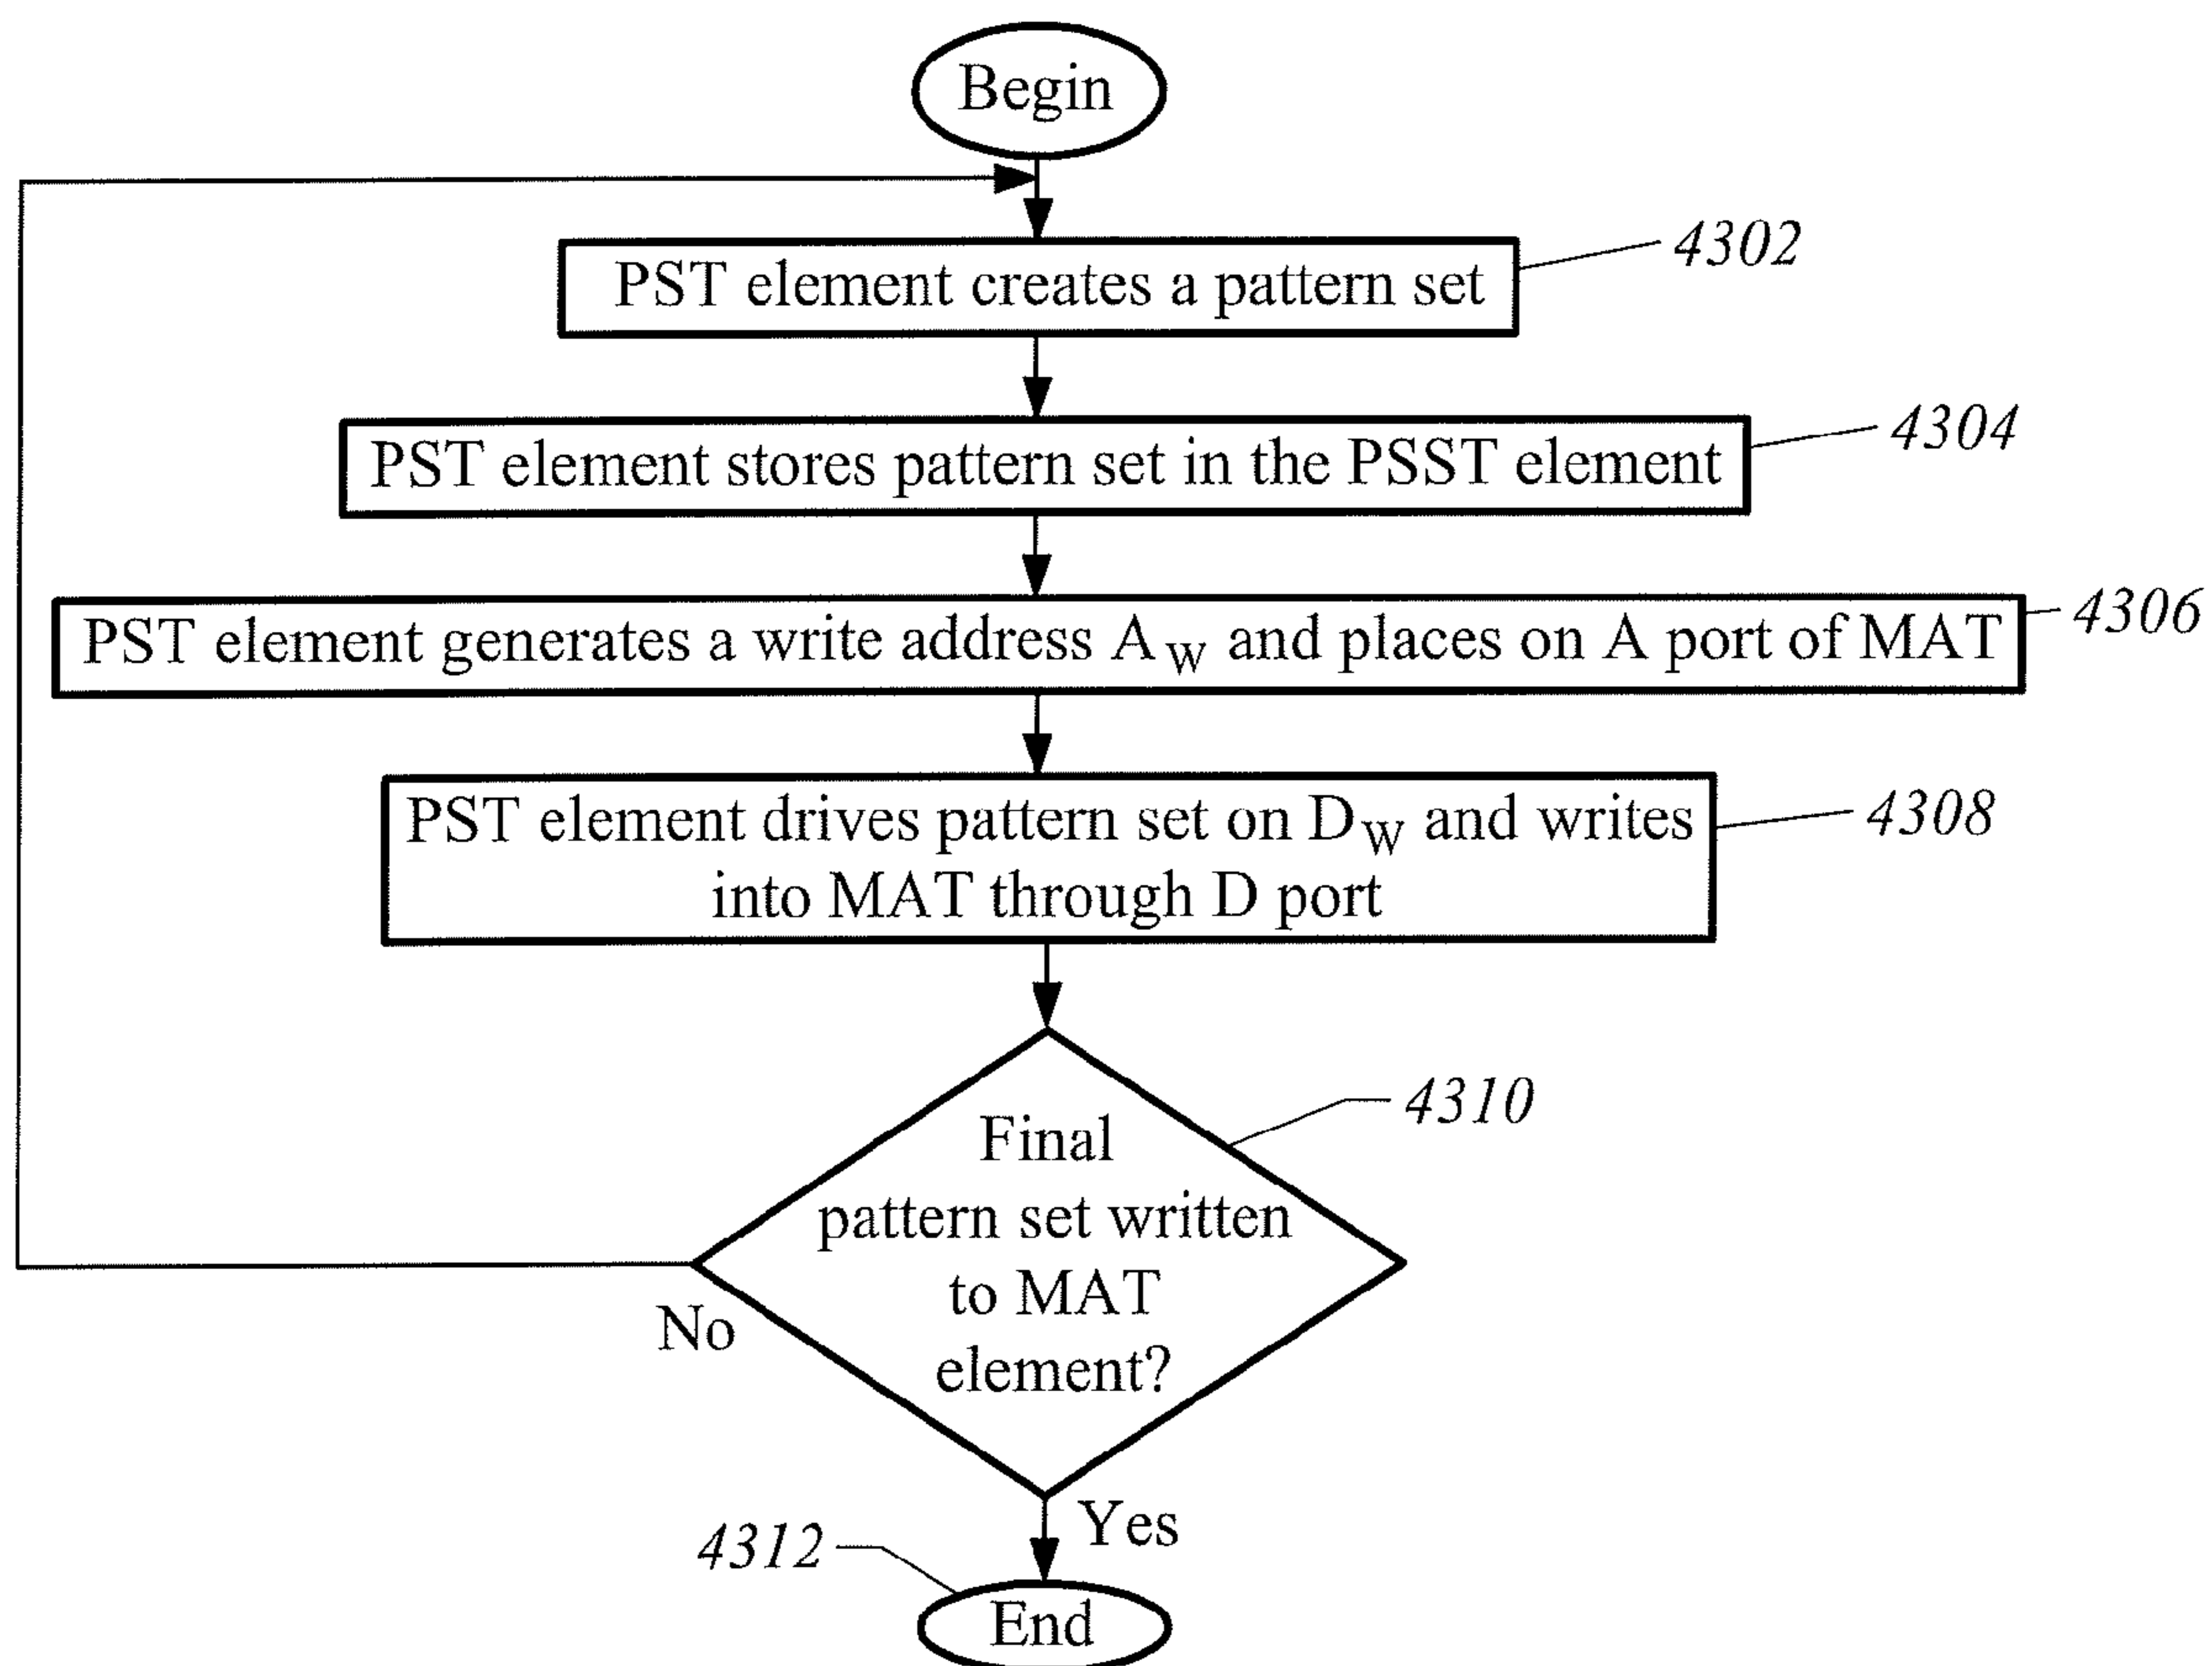 Begin
PST element creates a pattern set
4302
PST element stores pattern set in the PSST element
4304
PST element generates a write address AW and places on A port of MAT
4306
PST element drives pattern set on DW and writes
into MAT through D port
4308
Final
pattern set written
to MAT
element?
4310
No
Yes
4312
End